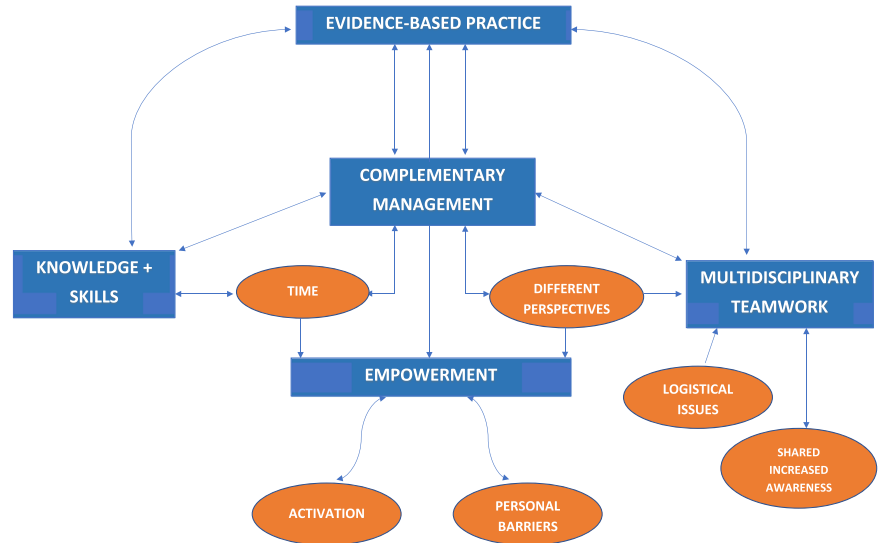 EVIDENCE-BASED PRACTICE
COMPLEMENTARY
MANAGEMENT
KNOWLEDGE +
SKILLS
TIME
DIFFERENT
PERSPECTIVES
MULTIDISCIPLINARY
TEAMWORK
EMPOWERMENT
LOGISTICAL
ISSUES
SHARED
INCREASED
AWARENESS
ACTIVATION
PERSONAL
BARRIERS